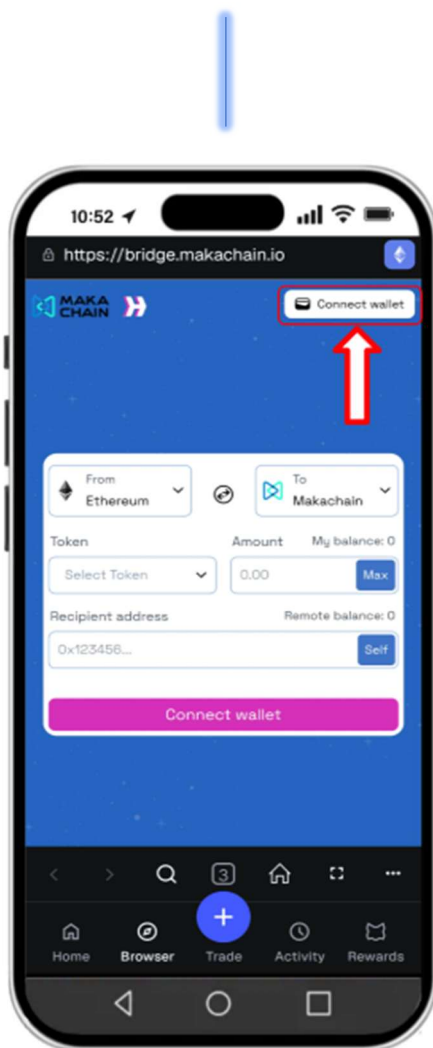 10:52
https://bridge.makachain.io
MAKA
CHAIN
Connect wallet
From
Ethereum
To
Makachain
Token
Amount
My balance: 0
Select Token
0.00
Max
Recipient address
Remote balance: 0
0x123456...
Self
Connect wallet
3
Home
Browser
Trade
Activity
Rewards